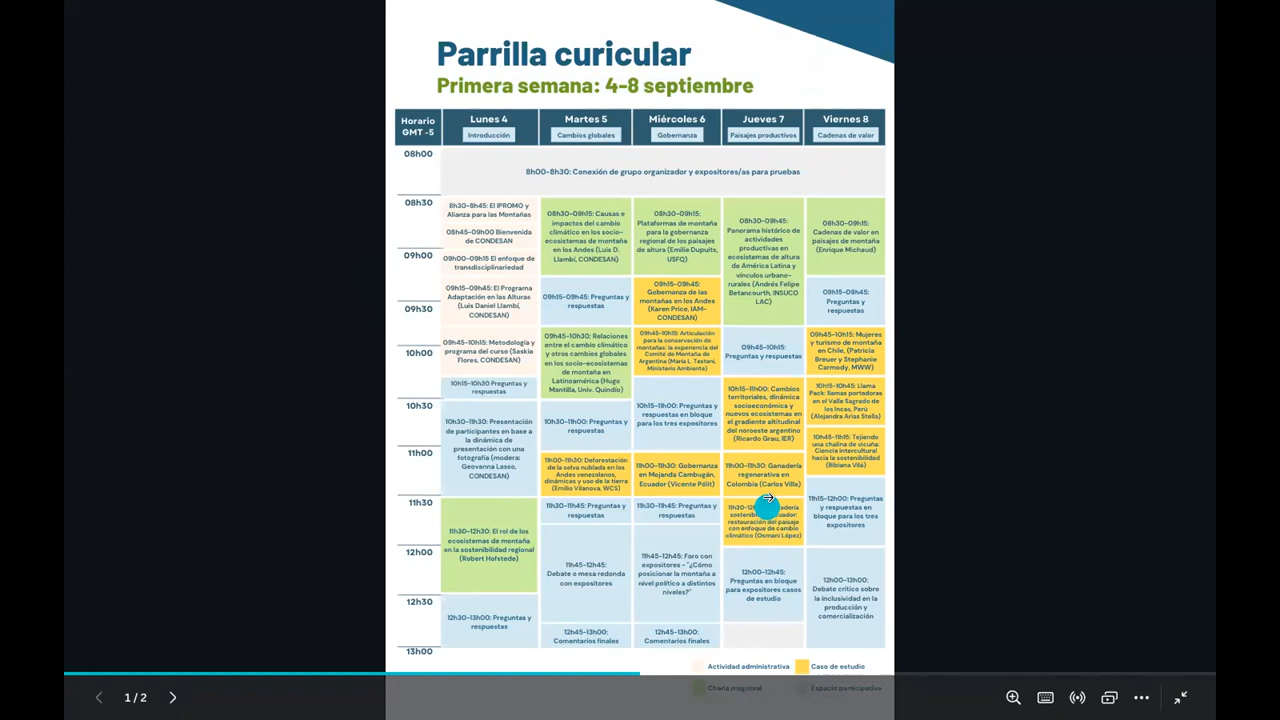 Parrilla curicular
Primera semana: 4-8 septiembre
Horario
GMT -5
Lunes 4
Introducción
Martes 5
Cambios globales
Miércoles 6
Gobernanza
Jueves 7
Paisajes productivos
Viernes 8
Cadenas de valor
08h00
8h00-8h30: Conexión de grupo organizador y expositores/as para pruebas
08h30
09h00
09h30
10h00
10h30
11h00
11h30
12h00
12h30
13h00
8h30-8h45: El IPROMO y
Alianza para las Montañas
08h45-09h00 Bienvenida
de CONDESAN
09h00-09h15 El enfoque de
transdisciplinariedad
09h15-09h45: El Programa
Adaptación en las Alturas
(Luis Daniel Llambí,
CONDESAN)
09h45-10h15: Metodología y
programa del curso (Saskia
Flores, CONDESAN)
10h15-10h30 Preguntas y
respuestas
10h30-11h30: Presentación
de participantes en base a
la dinámica de
presentación con una
fotografía (modera:
Geovanna Lasso,
CONDESAN)
11h30-12h30: El rol de los
ecosistemas de montaña
en la sostenibilidad regional
(Robert Hofstede)
12h30-13h00: Preguntas y
respuestas
08h30-09h15: Causas e
impactos del cambio
climático en los socio-
ecosistemas de montaña
en los Andes (Luis D.
Llambí, CONDESAN)
09h15-09h45: Preguntas y
respuestas
09h45-10h30: Relaciones
entre el cambio climático
y otros cambios globales
en los socio-ecosistemas
de montaña en
Latinoamérica (Hugo
Mantilla, Univ. Quindío)
10h30-11h00: Preguntas y
respuestas
11h00-11h30: Deforestación
de la selva nublada en los
Andes venezolanos,
dinámicas y uso de la tierra
(Emilio Vilanova, WCS)
11h30-11h45: Preguntas y
respuestas
11h45-12h45:
Debate o mesa redonda
con expositores
12h45-13h00:
Comentarios finales
08h30-09h15:
Plataformas de montaña
para la gobernanza
regional de los paisajes
de altura (Emilie Dupuits,
USFQ)
09h15-09h45:
Gobernanza de las
montañas en los Andes
(Karen Price, IAM-
CONDESAN)
09h45-10h15: Articulación
para la conservación de
montañas: la experiencia del
Comité de Montaña de
Argentina (María L. Testani,
Ministerio Ambiente)
10h15-11h00: Preguntas y
respuestas en bloque
para los tres expositores
11h00-11h30: Gobernanza
en Mojanda Cambugán,
Ecuador (Vicente Pólit)
11h30-11h45: Preguntas y
respuestas
11h45-12h45: Foro con
expositores - "¿Cómo
posicionar la montaña a
nivel político a distintos
niveles?"
12h45-13h00:
Comentarios finales
08h30-09h45:
Panorama histórico de
actividades
productivas en
ecosistemas de altura
de América Latina y
vínculos urbano-
rurales (Andrés Felipe
Betancourth, INSUCO
LAC)
09h45-10h15:
Preguntas y respuestas
10h15-11h00: Cambios
territoriales, dinámica
socioeconómica y
nuevos ecosistemas en
el gradiente altitudinal
del noroeste argentino
(Ricardo Grau, IER)
11h00-11h30: Ganadería
regenerativa en
Colombia (Carlos Villa)
restauración del paisaje
con enfoque de cambio
climático (Osmani López)
12h00-12h45:
Preguntas en bloque
para expositores casos
de estudio
08h30-09h15:
Cadenas de valor en
paisajes de montaña
(Enrique Michaud)
09h15-09h45:
Preguntas y
respuestas
09h45-10h15: Mujeres
y turismo de montaña
en Chile, (Patricia
Breuer y Stephanie
Carmody, MWW)
10h15-10h45: Llama
Pack: llamas portadoras
en el Valle Sagrado de
los Incas, Perú
(Alejandra Arias Stella)
10h45-11h15: Tejiendo
una chalina de vicuña:
Ciencia intercultural
hacia la sostenibilidad
(Bibiana Vilá)
11h15-12h00: Preguntas
y respuestas en
bloque para los tres
expositores
12h00-13h00:
Debate crítico sobre
la inclusividad en la
producción y
comercialización
Actividad administrativa
Caso de estudio
Charla magistral
Espacio participativo
1/2